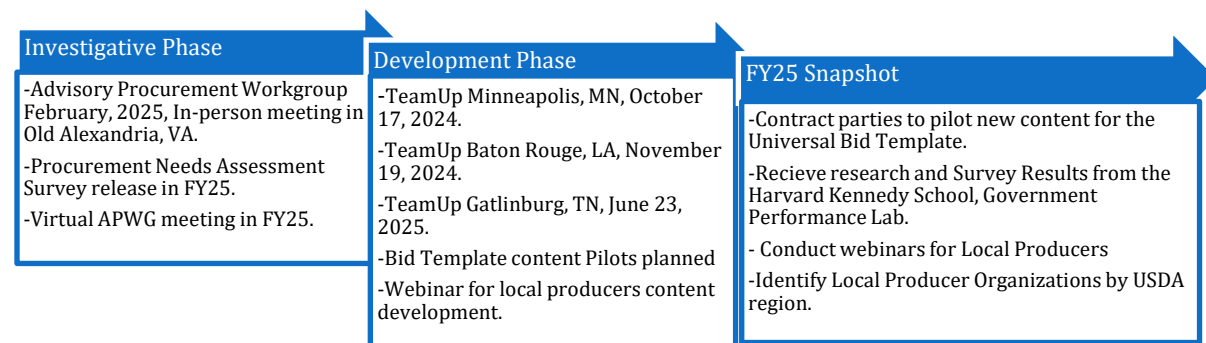 Investigative Phase
-Advisory Procurement Workgroup
February, 2025, In-person meeting in
Old Alexandria, VA.
-Procurement Needs Assessment
Survey release in FY25.
-Virtual APWG meeting in FY25.
Development Phase
-TeamUp Minneapolis, MN, October
17, 2024.
-TeamUp Baton Rouge, LA, November
19, 2024.
-TeamUp Gatlinburg, TN, June 23,
2025.
-Bid Template content Pilots planned
-Webinar for local producers content
development.
FY25 Snapshot
-Contract parties to pilot new content for the
Universal Bid Template.
-Recieve research and Survey Results from the
Harvard Kennedy School, Government
Performance Lab.
- Conduct webinars for Local Producers
-Identify Local Producer Organizations by USDA
region.